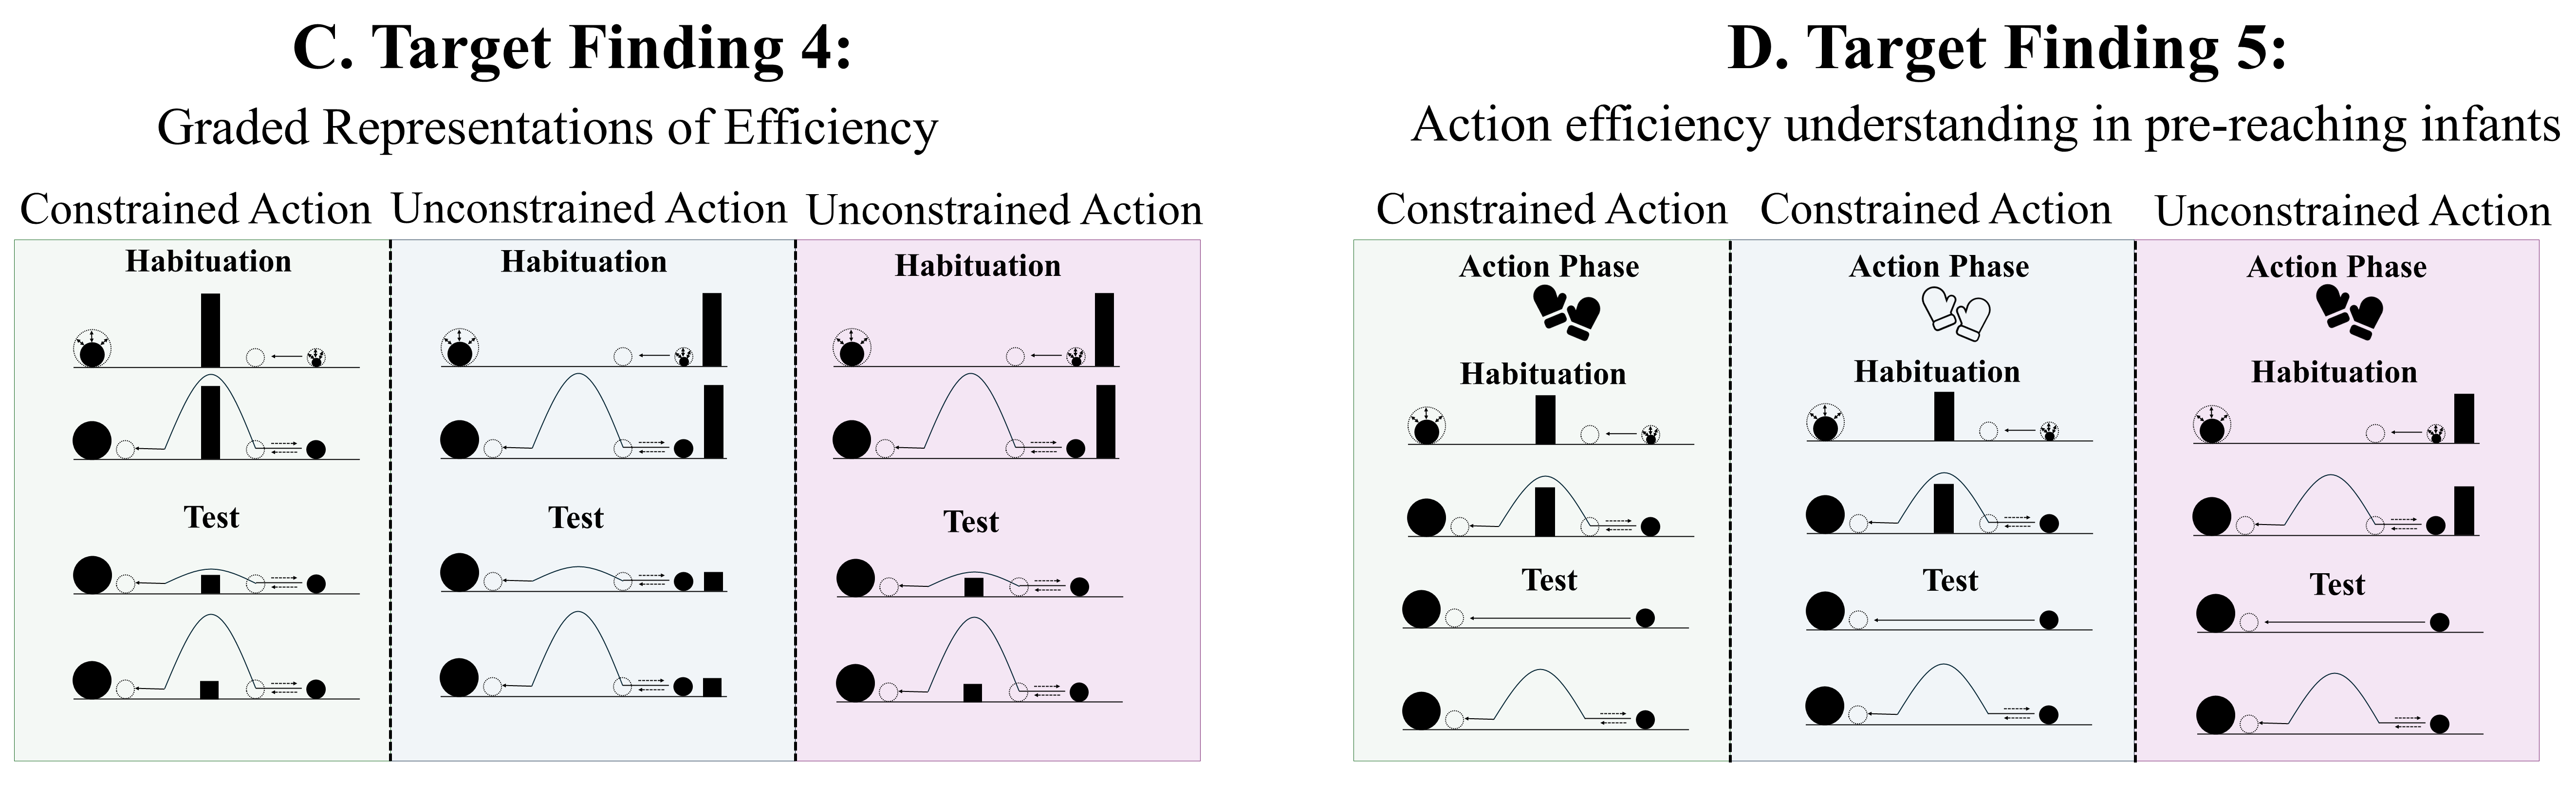 C. Target Finding 4:
Graded Representations of Efficiency
Constrained Action
Unconstrained Action
Unconstrained Action
Habituation
Test
Habituation
Test
Habituation
Test
D. Target Finding 5:
Action efficiency understanding in pre-reaching infants
Constrained Action
Constrained Action
Unconstrained Action
Action Phase
Habituation
Test
Action Phase
Habituation
Test
Action Phase
Habituation
Test